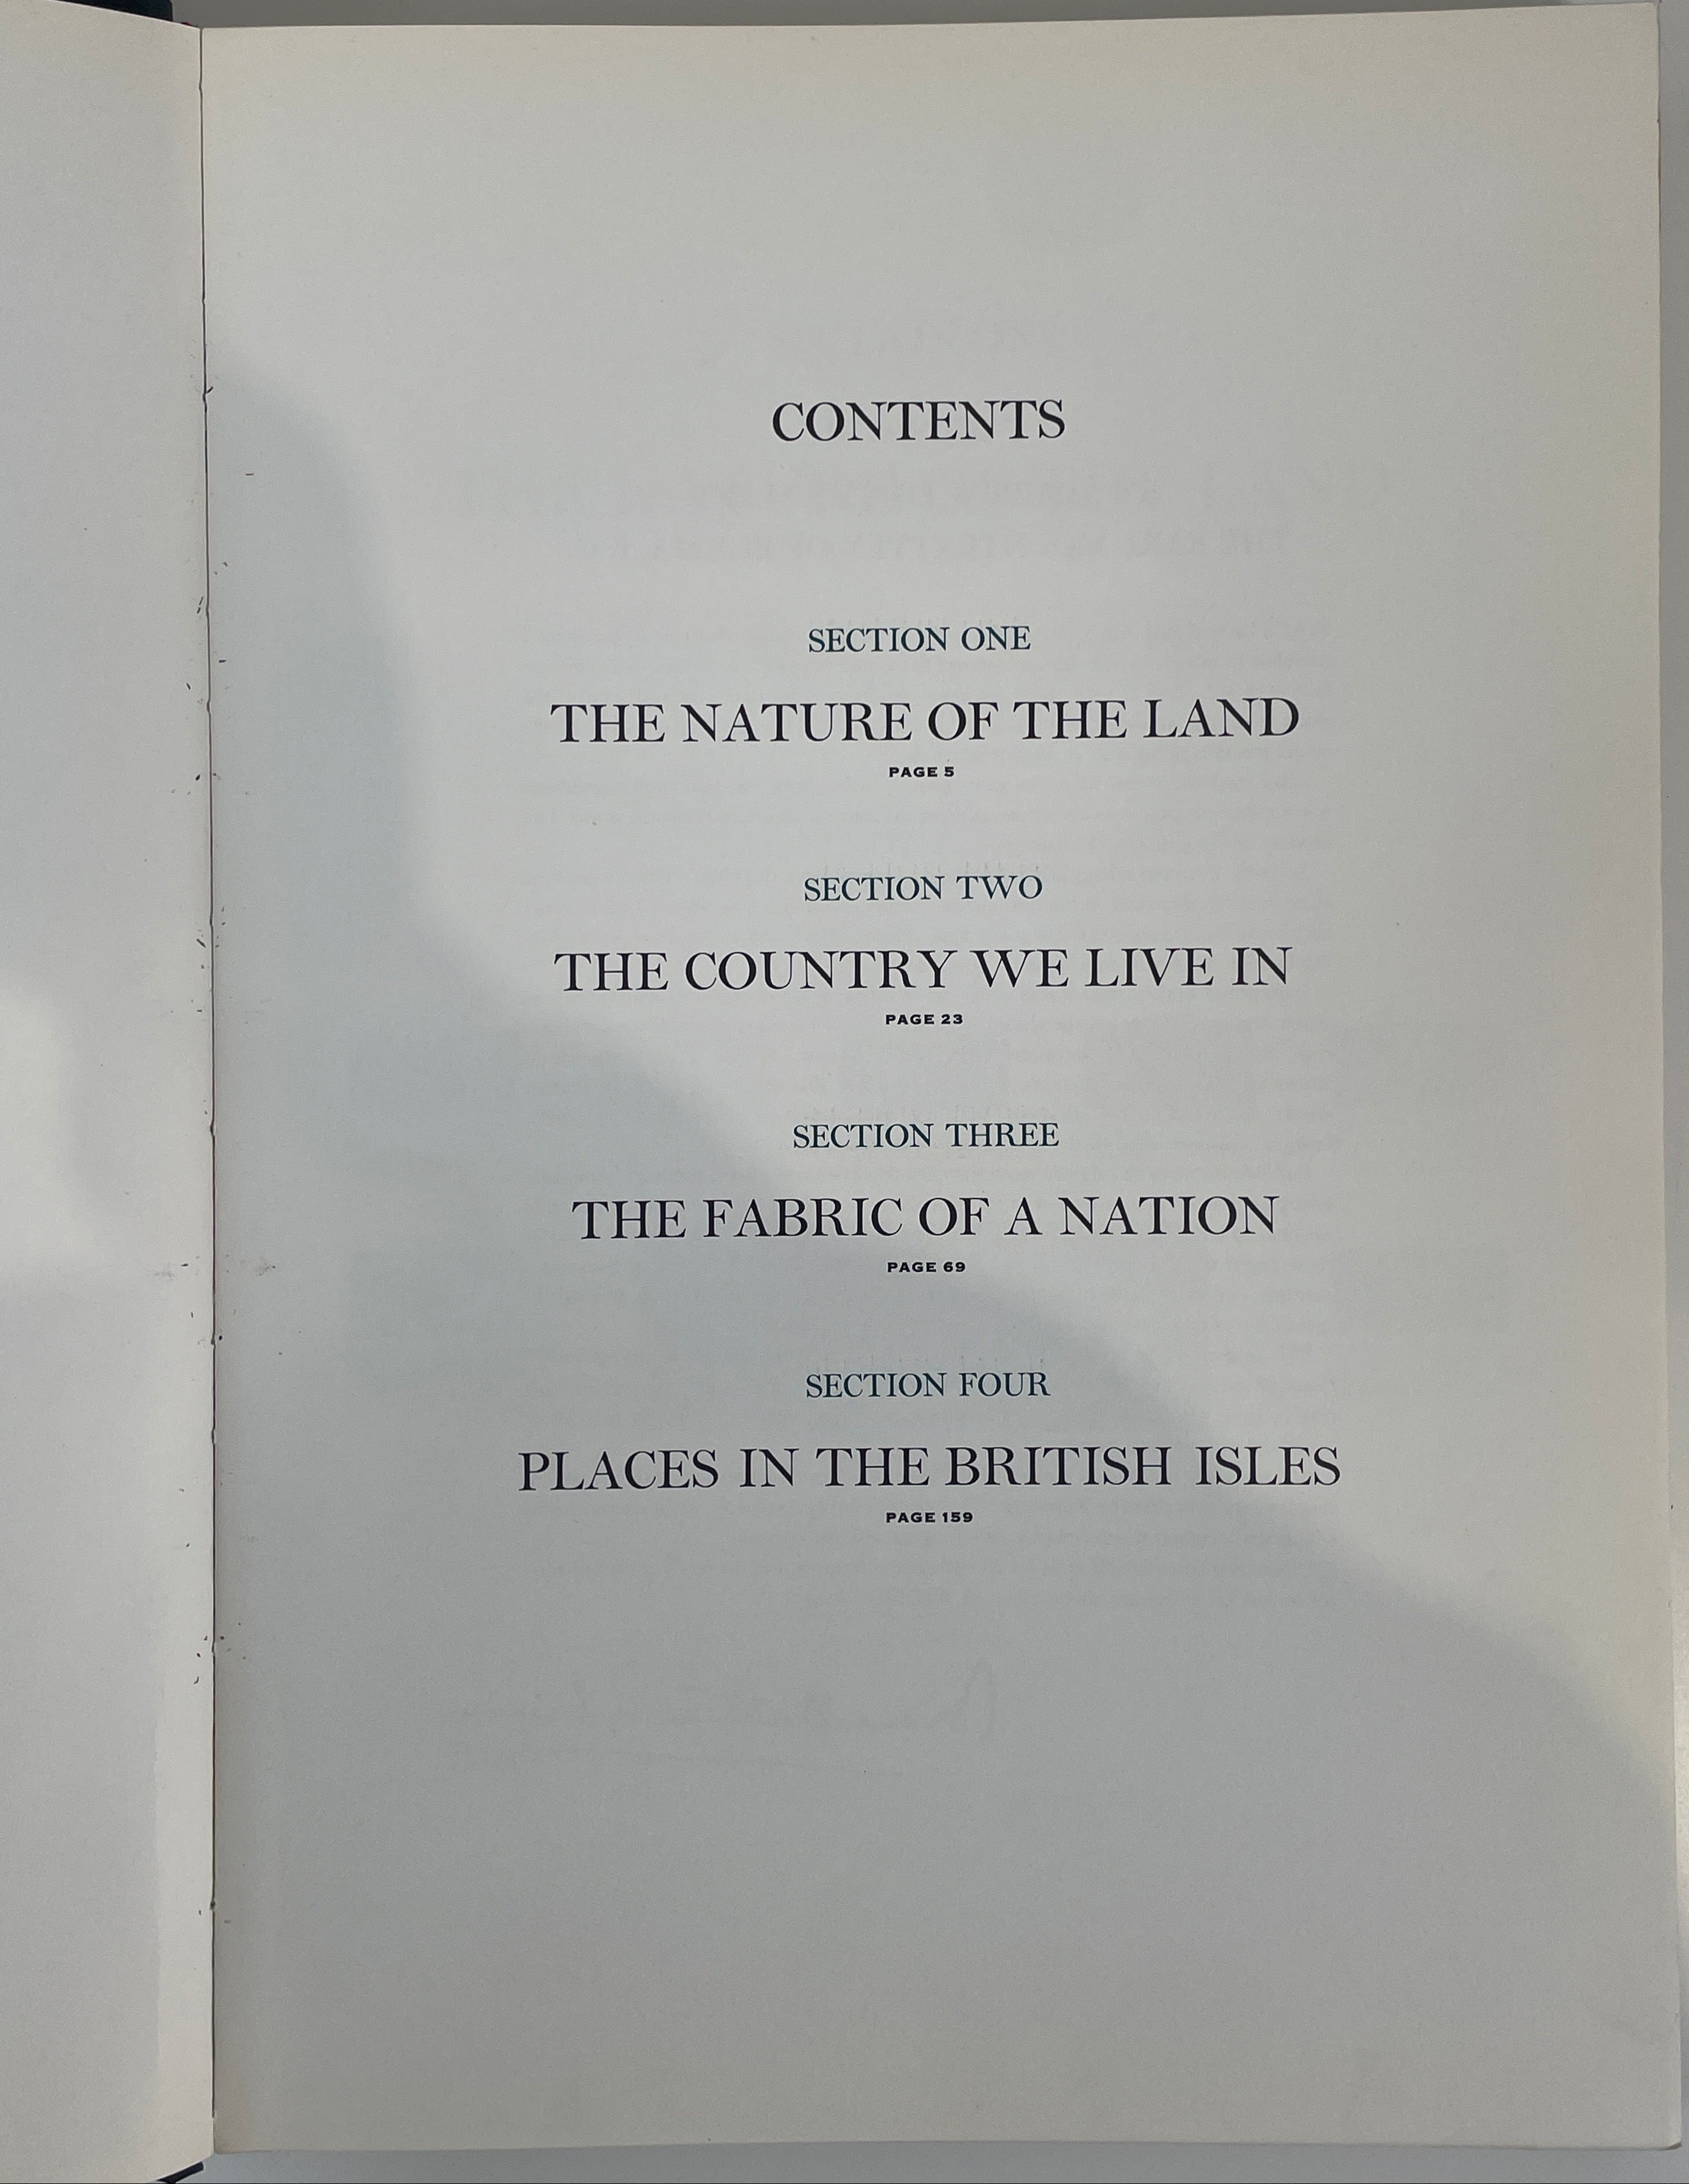 CONTENTS
SECTION ONE
THE NATURE OF THE LAND
PAGE 5
SECTION TWO
THE COUNTRY WE LIVE IN
PAGE 23
SECTION THREE
THE FABRIC OF A NATION
PAGE 69
SECTION FOUR
PLACES IN THE BRITISH ISLES
PAGE 159